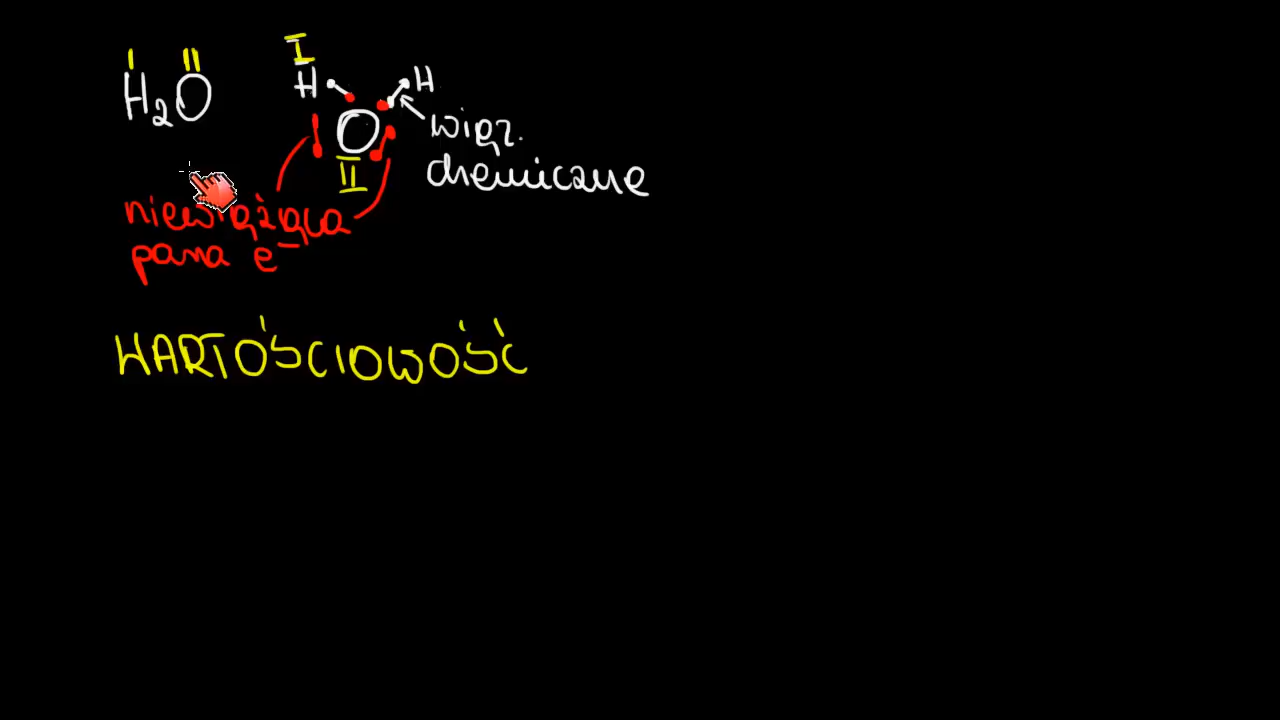 I II
H₂O
I
H H
O
II
wiąz.
chemiczne
niewiążąca
para e⁻
WARTOŚCIOWOŚĆ